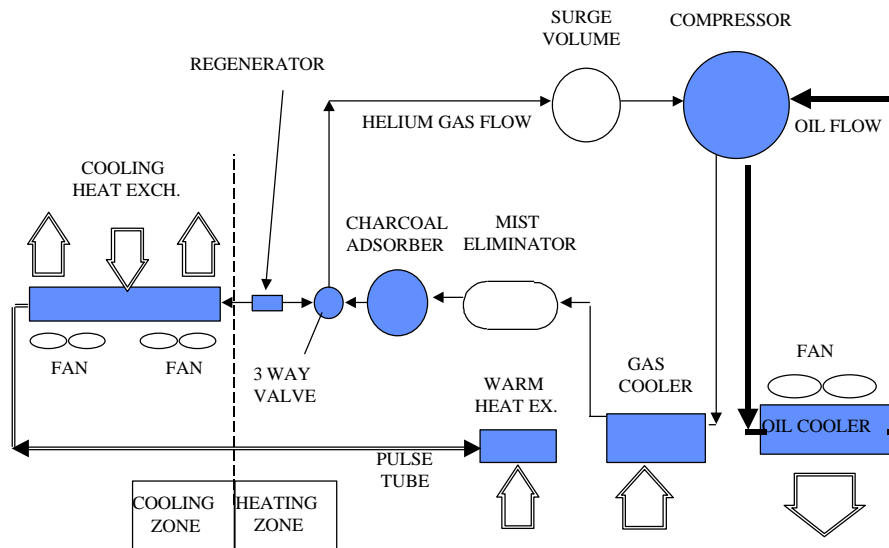 SURGE
VOLUME
COMPRESSOR
REGENERATOR
HELIUM GAS FLOW
OIL FLOW
COOLING
HEAT EXCH.
CHARCOAL
ADSORBER
MIST
ELIMINATOR
FAN
FAN
3 WAY
VALVE
WARM
HEAT EX.
GAS
COOLER
FAN
OIL COOLER
PULSE
TUBE
COOLING
ZONE
HEATING
ZONE